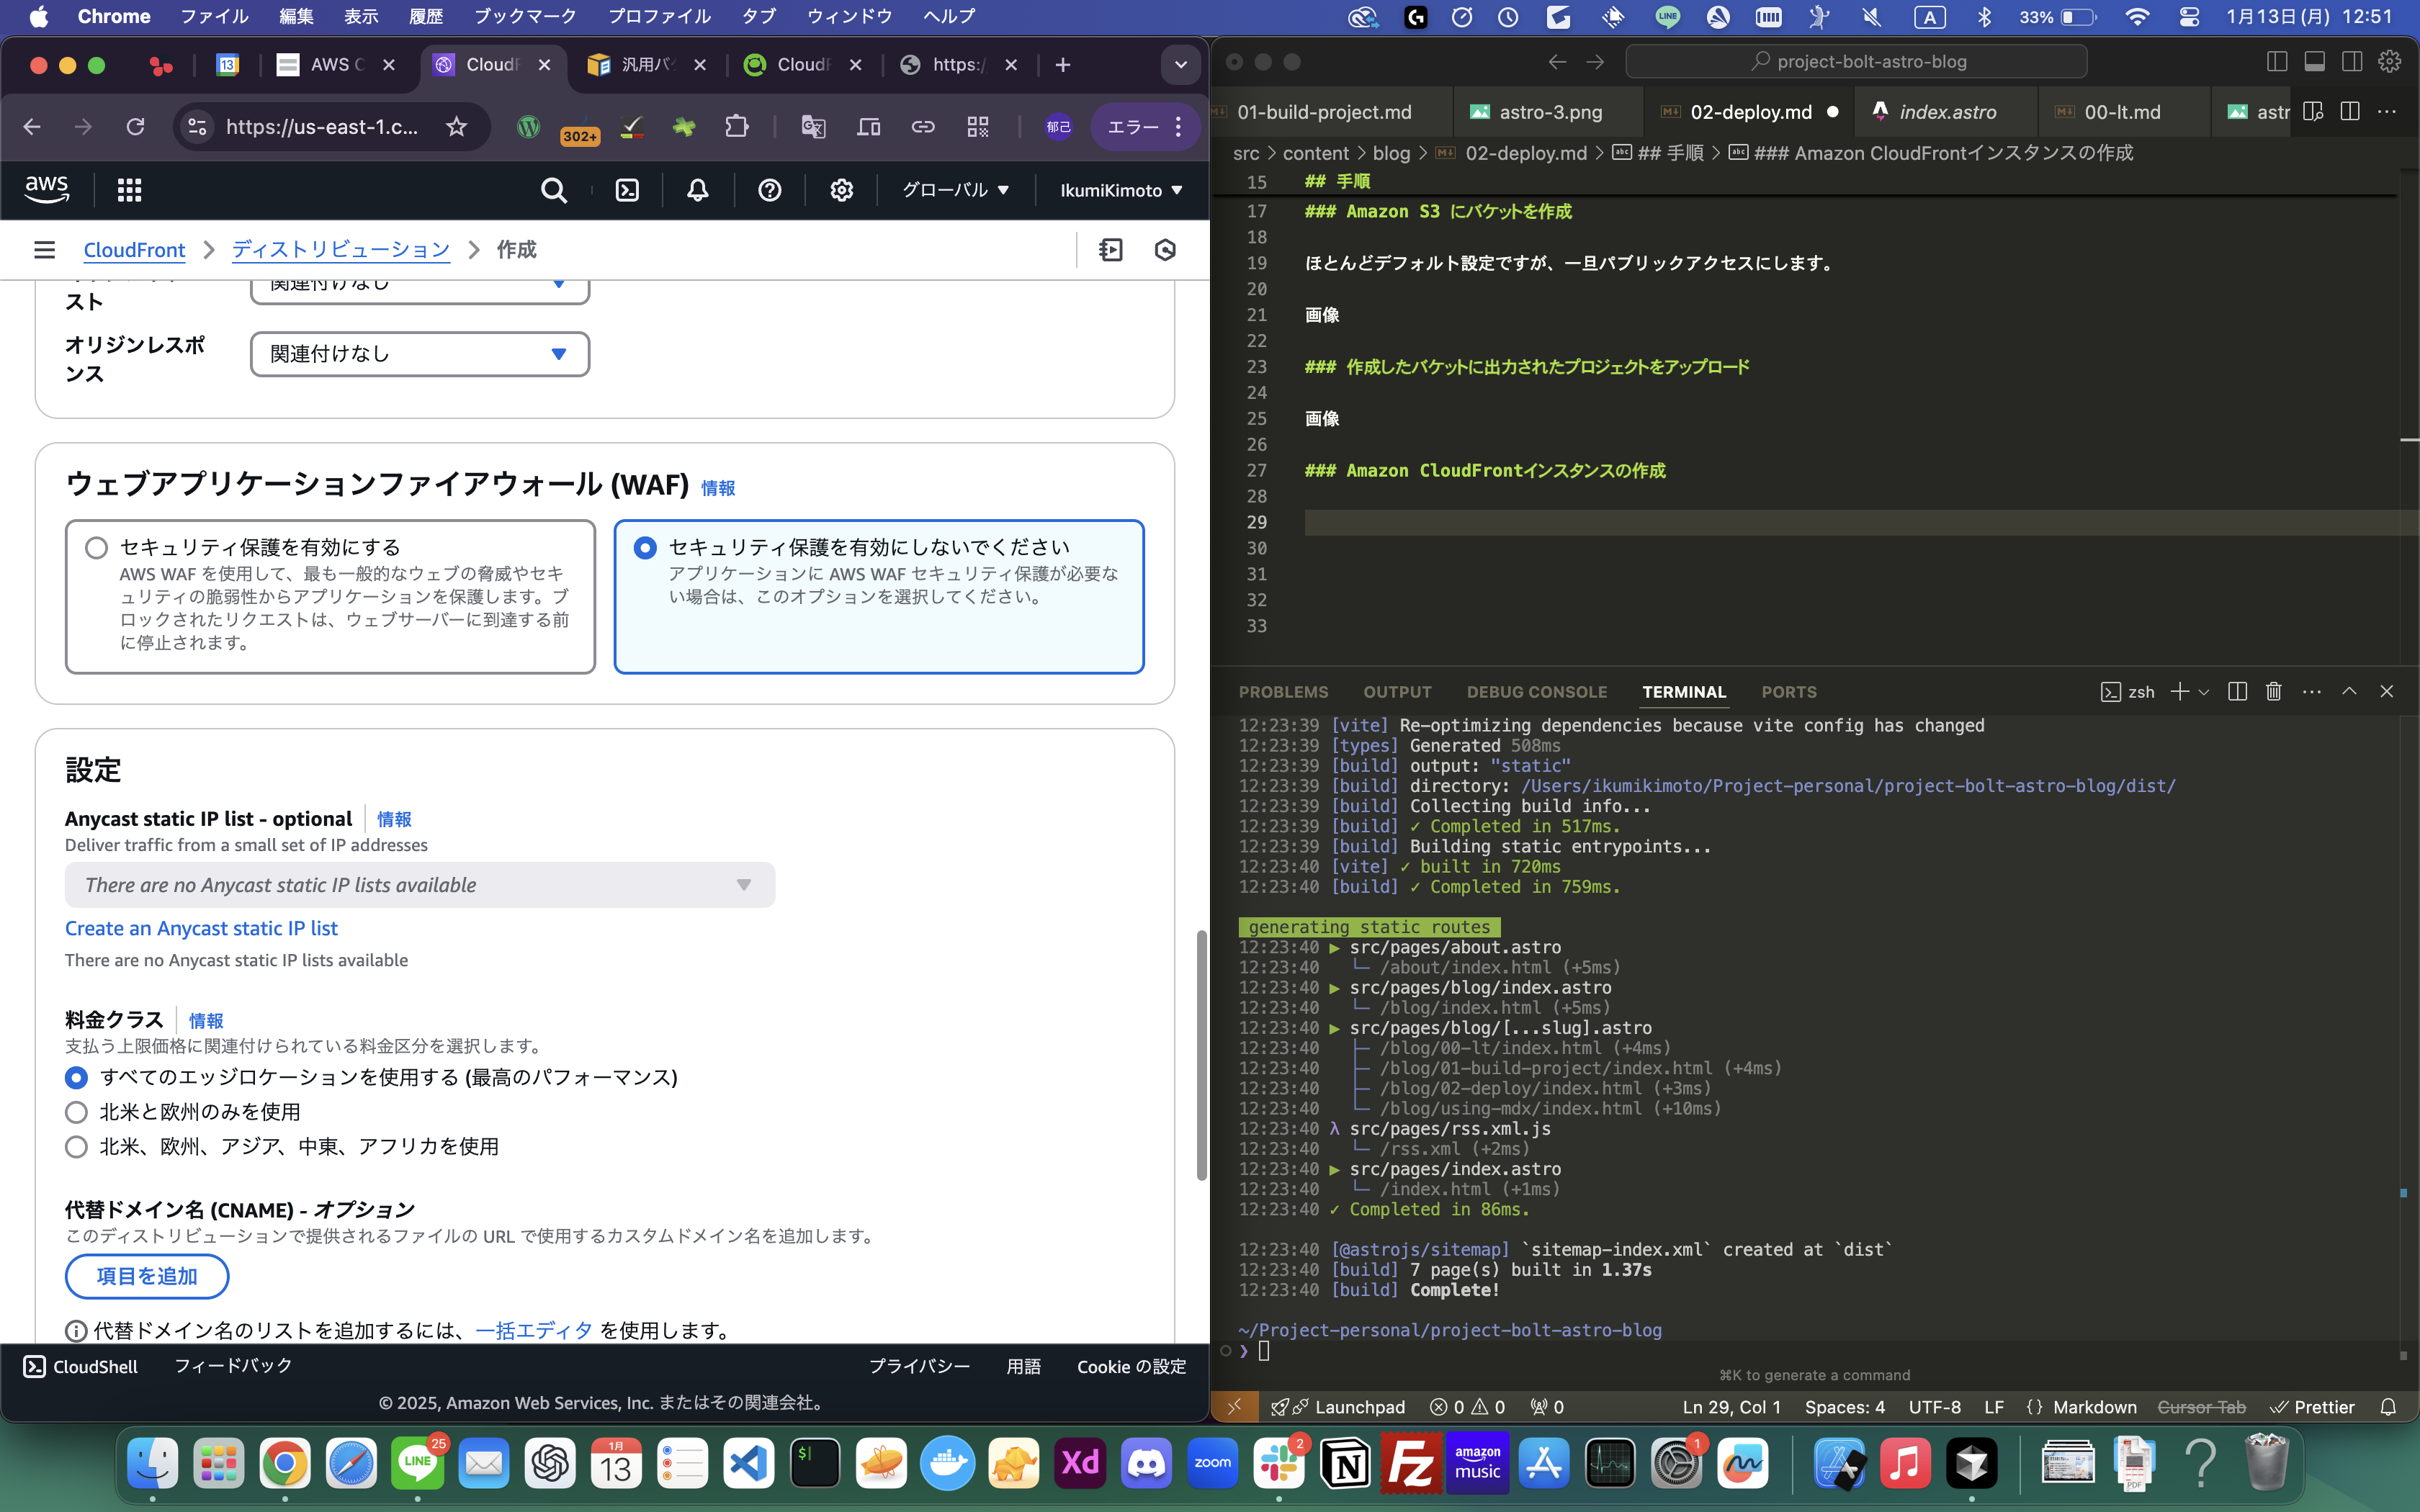 Chrome ファイル 編集 表示 履歴 ブックマーク プロファイル タブ ウィンドウ ヘルプ
LINE A 33% 1月13日(月) 12:51
13 AWS C CloudF 汎用バ CloudF https:/
https://us-east-1.c... 302+ 郁己 エラー
aws グローバル IkumiKimoto
CloudFront ディストリビューション 作成
スト
関連付けなし
オリジンレスポンス
関連付けなし
ウェブアプリケーションファイアウォール (WAF) 情報
セキュリティ保護を有効にする
AWS WAF を使用して、最も一般的なウェブの脅威やセキ
ュリティの脆弱性からアプリケーションを保護します。ブ
ロックされたリクエストは、ウェブサーバーに到達する前
に停止されます。
セキュリティ保護を有効にしないでください
アプリケーションに AWS WAF セキュリティ保護が必要な
い場合は、このオプションを選択してください。
設定
Anycast static IP list - optional 情報
Deliver traffic from a small set of IP addresses
There are no Anycast static IP lists available
Create an Anycast static IP list
There are no Anycast static IP lists available
料金クラス 情報
支払う上限価格に関連付けられている料金区分を選択します。
すべてのエッジロケーションを使用する (最高のパフォーマンス)
北米と欧州のみを使用
北米、欧州、アジア、中東、アフリカを使用
代替ドメイン名 (CNAME) - オプション
このディストリビューションで提供されるファイルの URL で使用するカスタムドメイン名を追加します。
項目を追加
代替ドメイン名のリストを追加するには、一括エディタ を使用します。
CloudShell フィードバック プライバシー 用語 Cookie の設定
© 2025, Amazon Web Services, Inc. またはその関連会社。
project-bolt-astro-blog
01-build-project.md astro-3.png 02-deploy.md index.astro 00-lt.md astr
src > content > blog > 02-deploy.md > ## 手順 > ### Amazon CloudFrontインスタンスの作成
15 ## 手順
17 ### Amazon S3 にバケットを作成
18
19 ほとんどデフォルト設定ですが、一旦パブリックアクセスにします。
20
21 画像
22
23 ### 作成したバケットに出力されたプロジェクトをアップロード
24
25 画像
26
27 ### Amazon CloudFrontインスタンスの作成
28
29
30
31
32
33
PROBLEMS OUTPUT DEBUG CONSOLE TERMINAL PORTS zsh
12:23:39 [vite] Re-optimizing dependencies because vite config has changed
12:23:39 [types] Generated 508ms
12:23:39 [build] output: "static"
12:23:39 [build] directory: /Users/ikumikimoto/Project-personal/project-bolt-astro-blog/dist/
12:23:39 [build] Collecting build info...
12:23:39 [build] ✓ Completed in 517ms.
12:23:39 [build] Building static entrypoints...
12:23:40 [vite] ✓ built in 720ms
12:23:40 [build] ✓ Completed in 759ms.
generating static routes
12:23:40 ▶ src/pages/about.astro
12:23:40 └─ /about/index.html (+5ms)
12:23:40 ▶ src/pages/blog/index.astro
12:23:40 └─ /blog/index.html (+5ms)
12:23:40 ▶ src/pages/blog/[...slug].astro
12:23:40 ├─ /blog/00-lt/index.html (+4ms)
12:23:40 ├─ /blog/01-build-project/index.html (+4ms)
12:23:40 ├─ /blog/02-deploy/index.html (+3ms)
12:23:40 └─ /blog/using-mdx/index.html (+10ms)
12:23:40 λ src/pages/rss.xml.js
12:23:40 └─ /rss.xml (+2ms)
12:23:40 ▶ src/pages/index.astro
12:23:40 └─ /index.html (+1ms)
12:23:40 ✓ Completed in 86ms.
12:23:40 [@astrojs/sitemap] `sitemap-index.xml` created at `dist`
12:23:40 [build] 7 page(s) built in 1.37s
12:23:40 [build] Complete!
~/Project-personal/project-bolt-astro-blog
❯
⌘K to generate a command
Launchpad 0 0 0 Ln 29, Col 1 Spaces: 4 UTF-8 LF {} Markdown Cursor Tab Prettier
LINE 25 1月 13 $ Xd zoom 2 N Fz amazon music 1 PDF ?